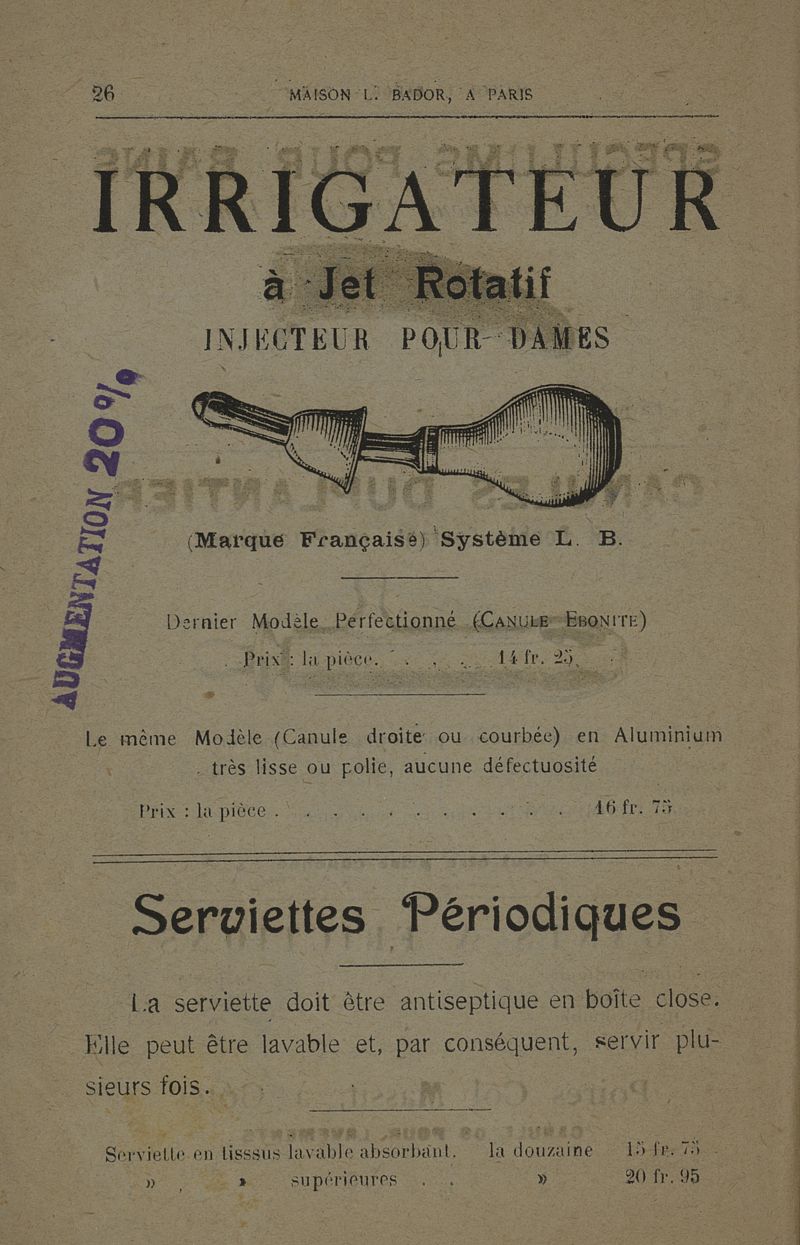 26
MAISON L. BADOR, A PARIS
IRRIGATEUR
à Jet Rotatif
INJECTEUR POUR DAMES
AUGMENTATION 20%
(Marque Française) Système L. B.
Dernier Modèle Perfectionné (CANULE EBONITE)
Prix : la pièce. . . . . 14 fr. 25
Le même Modèle (Canule droite ou courbée) en Aluminium
très lisse ou polie, aucune défectuosité
Prix : la pièce . . . . . . . . . . . 16 fr. 75
Serviettes Périodiques
La serviette doit être antiseptique en boîte close.
Elle peut être lavable et, par conséquent, servir plu-
sieurs fois.
Serviette en tisssus lavable absorbant. la douzaine 15 fr. 75
» » supérieures . . » 20 fr. 95